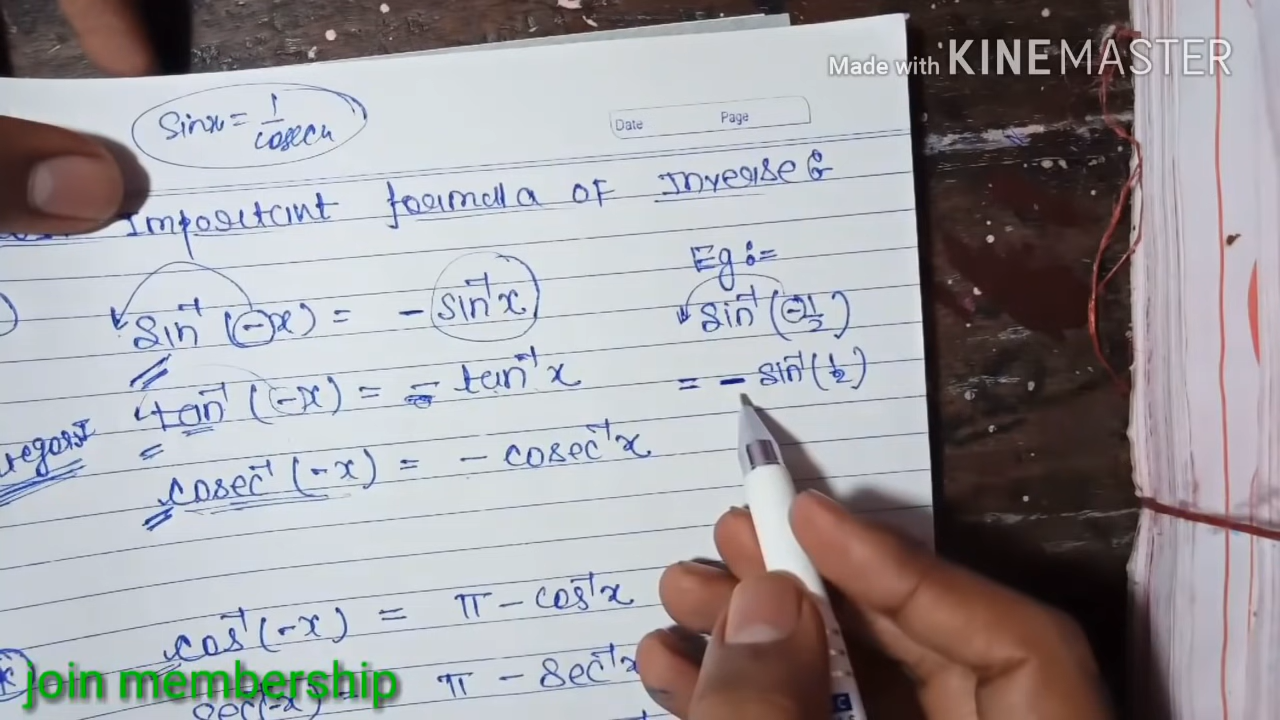 Made with KINEMASTER
sinx = 1/cosecx
Date Page
Important formula of Inverse
Eg :=
sin⁻¹(-x) = - sin⁻¹x
sin⁻¹(-1/2)
tan⁻¹(-x) = - tan⁻¹x
= - sin⁻¹(1/2)
cosec⁻¹(-x) = - cosec⁻¹x
cos⁻¹(-x) = π - cos⁻¹x
join membership
sec⁻¹(-x) = π - sec⁻¹x